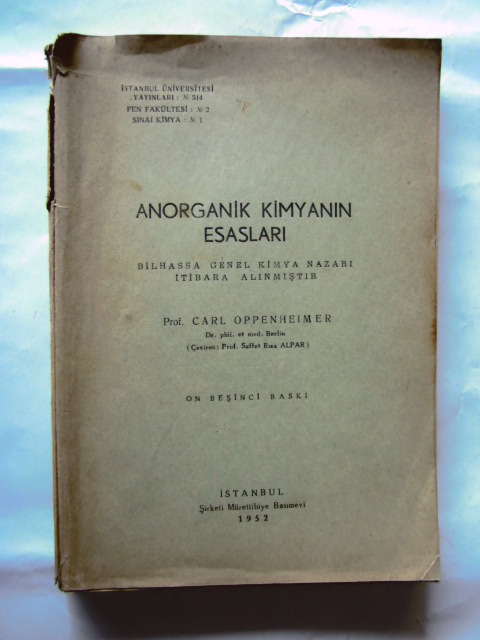 İSTANBUL ÜNİVERSİTESİ
YAYINLARI : № 514
FEN FAKÜLTESİ : № 2
SINAİ KİMYA : № 1
ANORGANİK KİMYANIN
ESASLARI
BİLHASSA GENEL KİMYA NAZARI
İTİBARA ALINMIŞTIR
Prof. CARL OPPENHEIMER
Dr. phil. et med. Berlin
(Çeviren: Prof. Saffet Rıza ALPAR)
ON BEŞİNCİ BASKI
İSTANBUL
Şirketi Mürettibiye Basımevi
1952